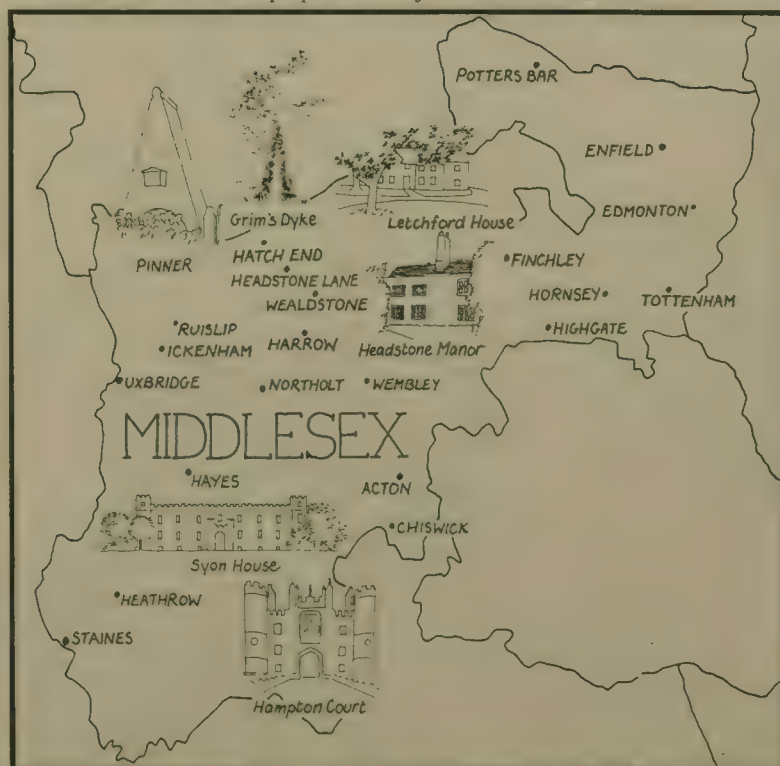 POTTERS BAR
ENFIELD
EDMONTON
Grim's Dyke
Letchford House
PINNER
HATCH END
FINCHLEY
HEADSTONE LANE
WEALDSTONE
HORNSEY
TOTTENHAM
RUISLIP
HARROW
HIGHGATE
ICKENHAM
Headstone Manor
UXBRIDGE
NORTHOLT
WEMBLEY
MIDDLESEX
HAYES
ACTON
CHISWICK
Syon House
HEATHROW
STAINES
Hampton Court